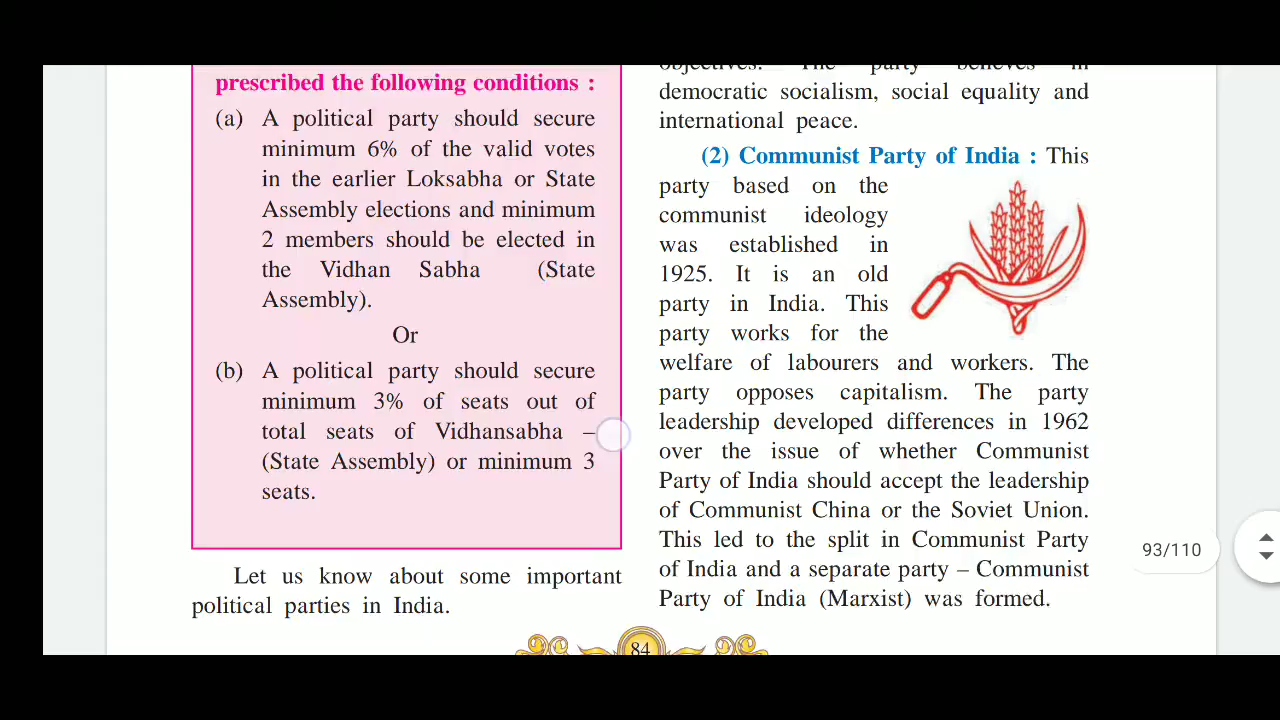 prescribed the following conditions :
(a) A political party should secure
minimum 6% of the valid votes
in the earlier Loksabha or State
Assembly elections and minimum
2 members should be elected in
the Vidhan Sabha (State
Assembly).
Or
(b) A political party should secure
minimum 3% of seats out of
total seats of Vidhansabha –
(State Assembly) or minimum 3
seats.
Let us know about some important
political parties in India.
objectives. The party believes in
democratic socialism, social equality and
international peace.
(2) Communist Party of India : This
party based on the
communist ideology
was established in
1925. It is an old
party in India. This
party works for the
welfare of labourers and workers. The
party opposes capitalism. The party
leadership developed differences in 1962
over the issue of whether Communist
Party of India should accept the leadership
of Communist China or the Soviet Union.
This led to the split in Communist Party
of India and a separate party – Communist
Party of India (Marxist) was formed.
93/110
84